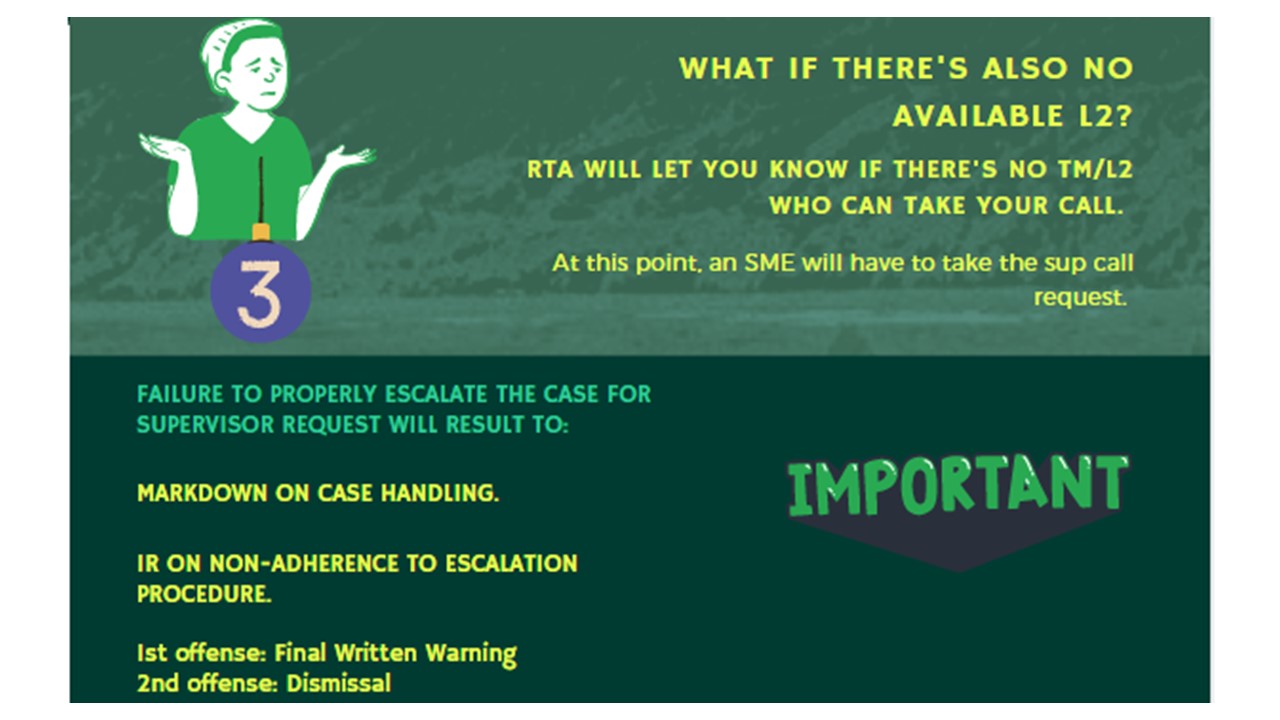 WHAT IF THERE'S ALSO NO
AVAILABLE L2?
RTA WILL LET YOU KNOW IF THERE'S NO TM/L2
WHO CAN TAKE YOUR CALL.
At this point, an SME will have to take the sup call
request.
3
FAILURE TO PROPERLY ESCALATE THE CASE FOR
SUPERVISOR REQUEST WILL RESULT TO:
MARKDOWN ON CASE HANDLING.
IR ON NON-ADHERENCE TO ESCALATION
PROCEDURE.
1st offense: Final Written Warning
2nd offense: Dismissal
IMPORTANT